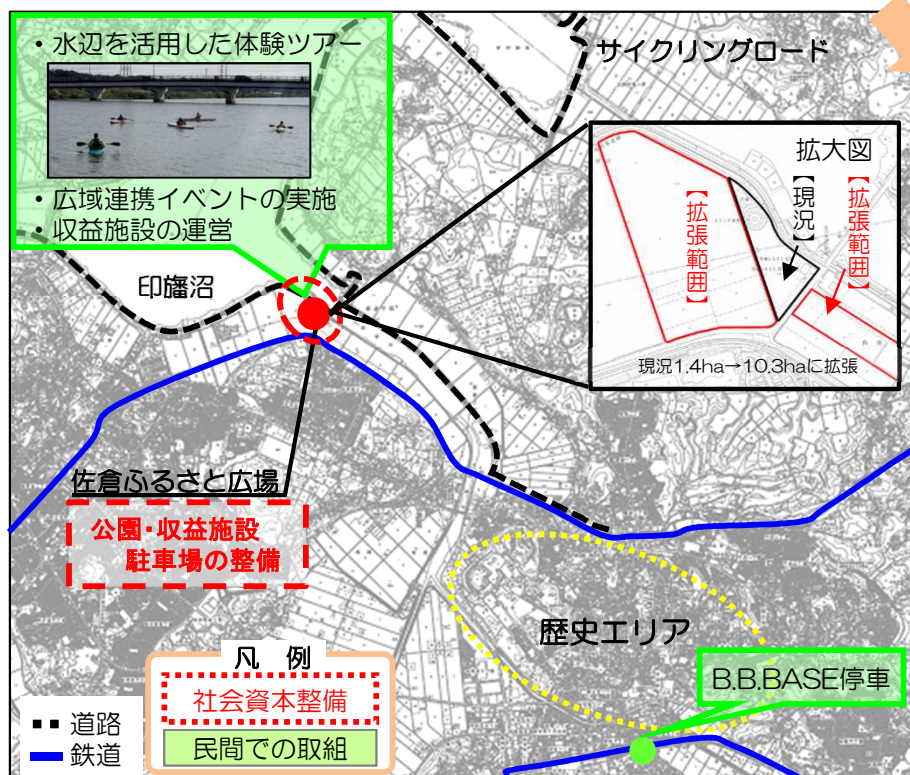 ・水辺を活用した体験ツアー
・広域連携イベントの実施
・収益施設の運営
サイクリングロード
拡大図
【拡張範囲】
【現況】
【拡張範囲】
現況1.4ha→10.3haに拡張
印旛沼
佐倉ふるさと広場
公園・収益施設
駐車場の整備
歴史エリア
B.B.BASE停車
凡 例
社会資本整備
民間での取組
道路
鉄道